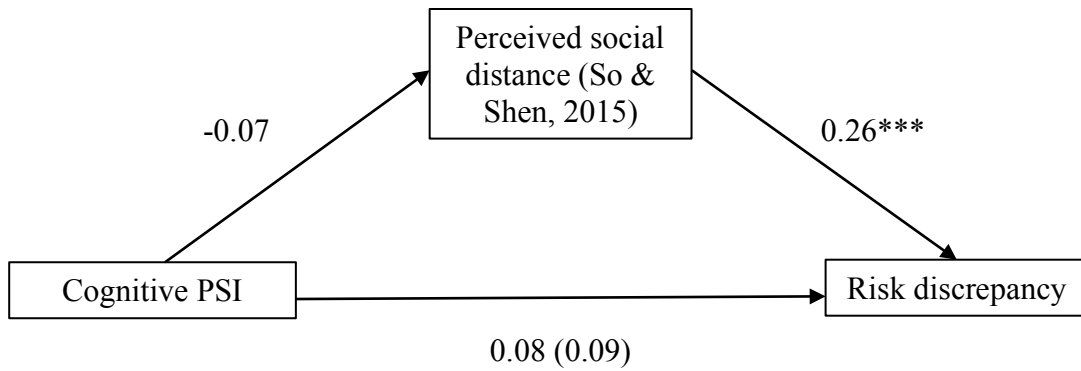 Perceived social
distance (So &
Shen, 2015)
-0.07
0.26***
Cognitive PSI
Risk discrepancy
0.08 (0.09)